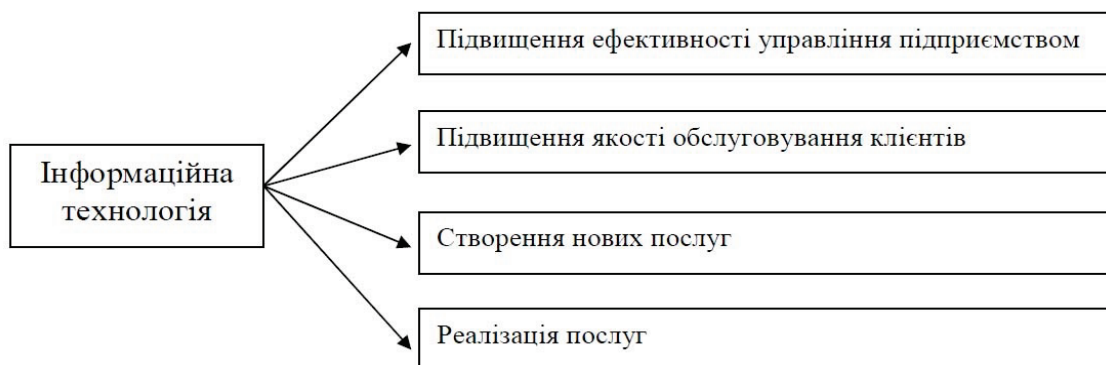 Підвищення ефективності управління підприємством
Підвищення якості обслуговування клієнтів
Інформаційна
технологія
Створення нових послуг
Реалізація послуг